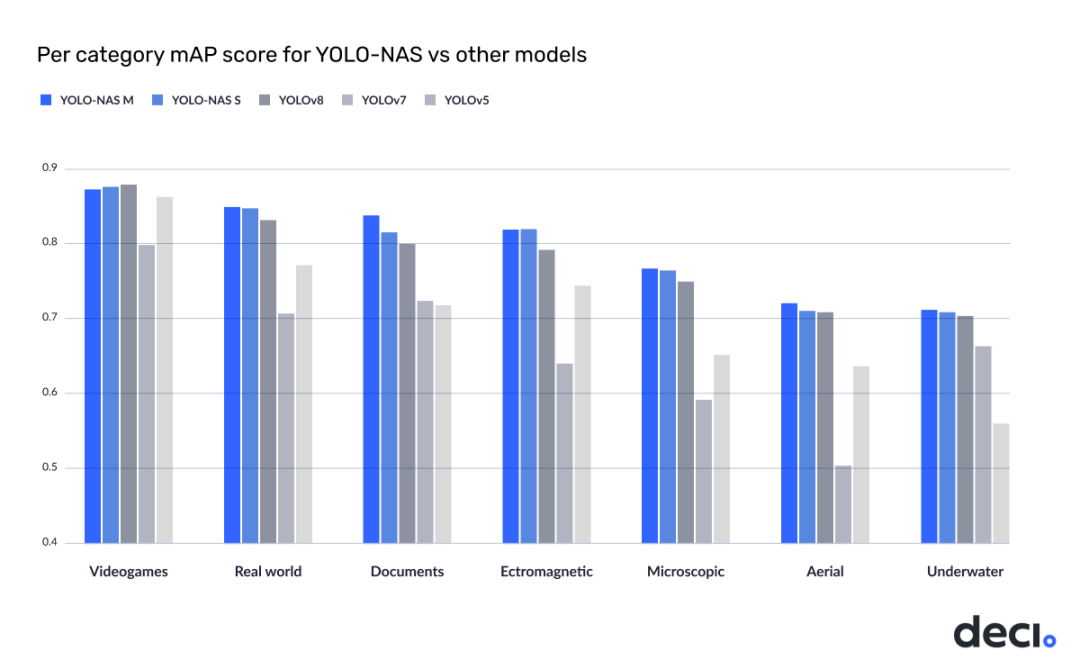 Per category mAP score for YOLO-NAS vs other models
YOLO-NAS M YOLO-NAS S YOLOv8 YOLOv7 YOLOv5
0.9
0.8
0.7
0.6
0.5
0.4
Videogames Real world Documents Ectromagnetic Microscopic Aerial Underwater
deci.